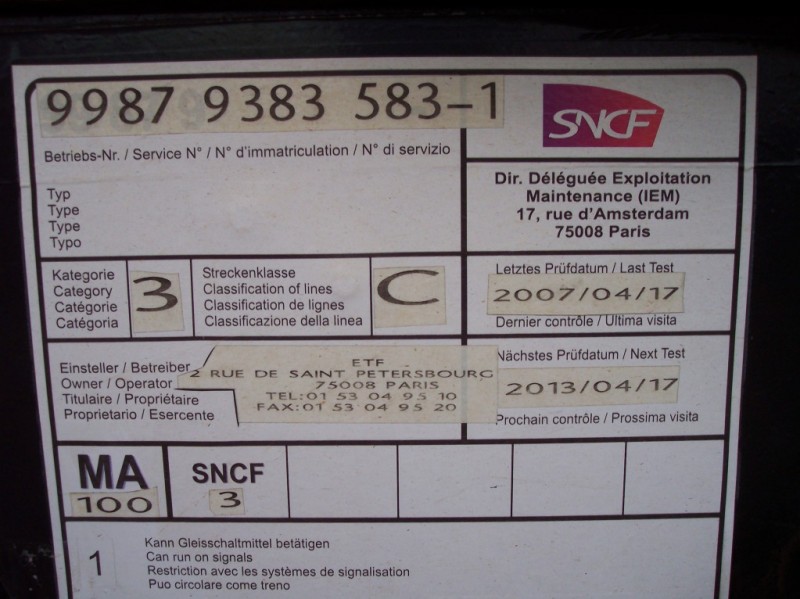 9987 9383 583-1
SNCF
Betriebs-Nr. / Service N° / N° d'immatriculation / N° di servizio
Typ
Type
Type
Typo
Dir. Déléguée Exploitation
Maintenance (IEM)
17, rue d'Amsterdam
75008 Paris
Kategorie
Category
Catégorie
Catégoria
3
Streckenklasse
Classification of lines
Classification de lignes
Classificazione della linea
C
Letztes Prüfdatum / Last Test
2007/04/17
Dernier contrôle / Ultima visita
Einsteller / Betreiber
Owner / Operator
Titulaire / Propriétaire
Proprietario / Esercente
ETF
2 RUE DE SAINT PETERSBOURG
75008 PARIS
TEL:01 53 04 95 10
FAX:01 53 04 95 20
Nächstes Prüfdatum / Next Test
2013/04/17
Prochain contrôle / Prossima visita
MA
100
SNCF
3
1
Kann Gleisschaltmittel betätigen
Can run on signals
Restriction avec les systèmes de signalisation
Puo circolare come treno